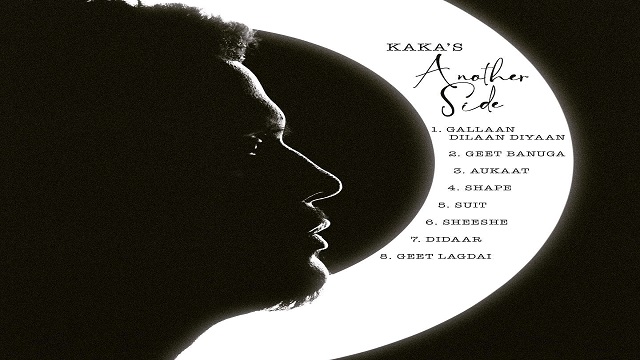 KAKA'S
Another
Side
1. GALLAAN
DILAAN DIYAAN
2. GEET BANUGA
3. AUKAAT
4. SHAPE
5. SUIT
6. SHEESHE
7. DIDAAR
8. GEET LAGDAI